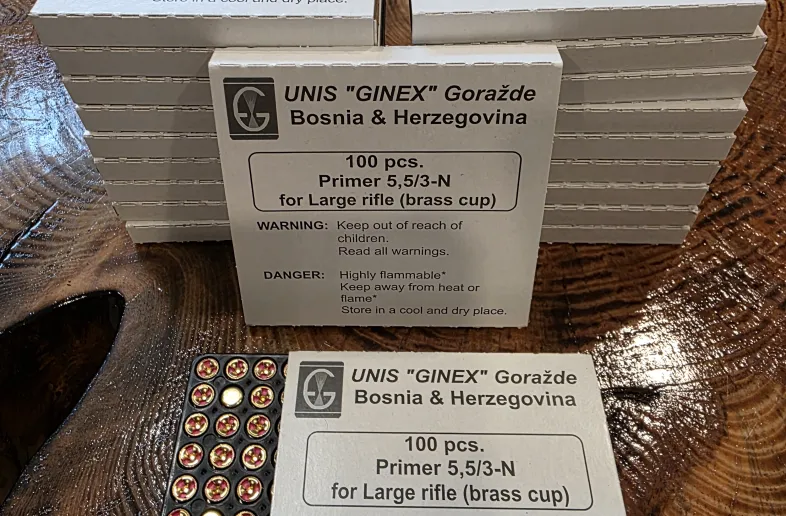 Store in a cool and dry place.
UNIS "GINEX" Goražde
Bosnia & Herzegovina
100 pcs.
Primer 5,5/3-N
for Large rifle (brass cup)
WARNING: Keep out of reach of
children.
Read all warnings.
DANGER: Highly flammable*
Keep away from heat or
flame*
Store in a cool and dry place.
UNIS "GINEX" Goražde
Bosnia & Herzegovina
100 pcs.
Primer 5,5/3-N
for Large rifle (brass cup)